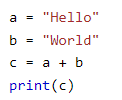 a = "Hello"
b = "World"
c = a + b
print(c)